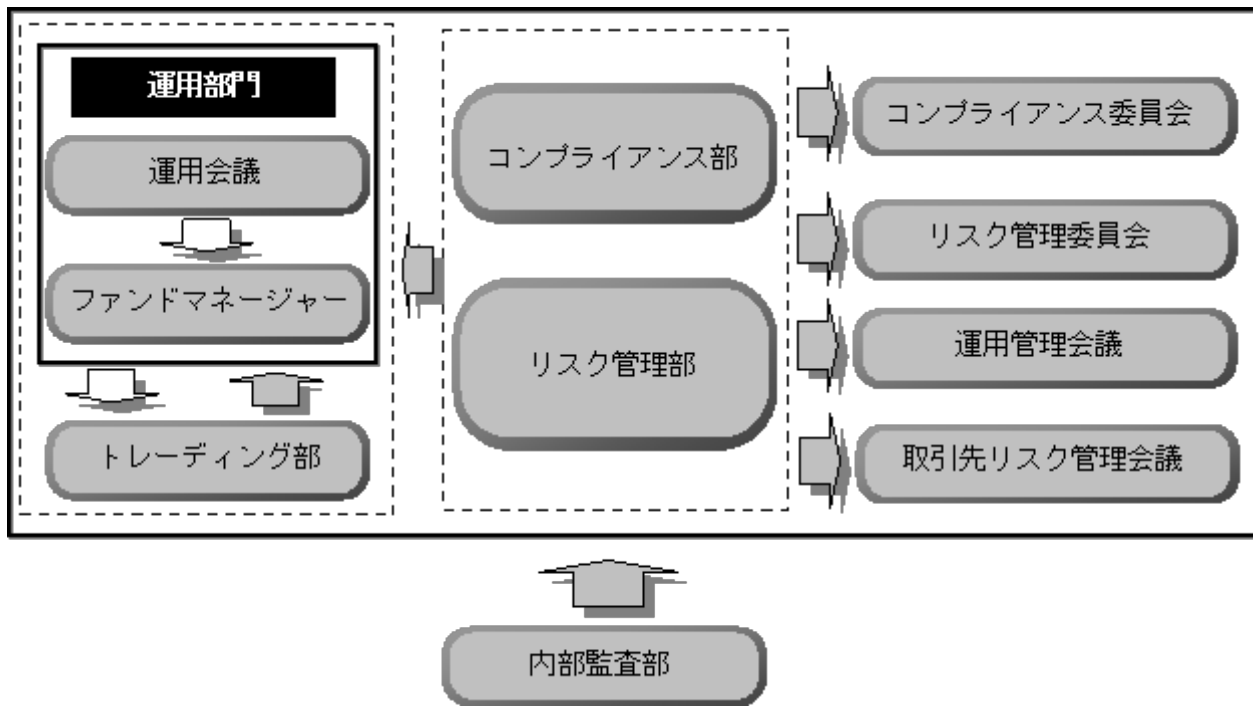 運用部門
運用会議
ファンドマネージャー
トレーディング部
コンプライアンス部
リスク管理部
コンプライアンス委員会
リスク管理委員会
運用管理会議
取引先リスク管理会議
内部監査部